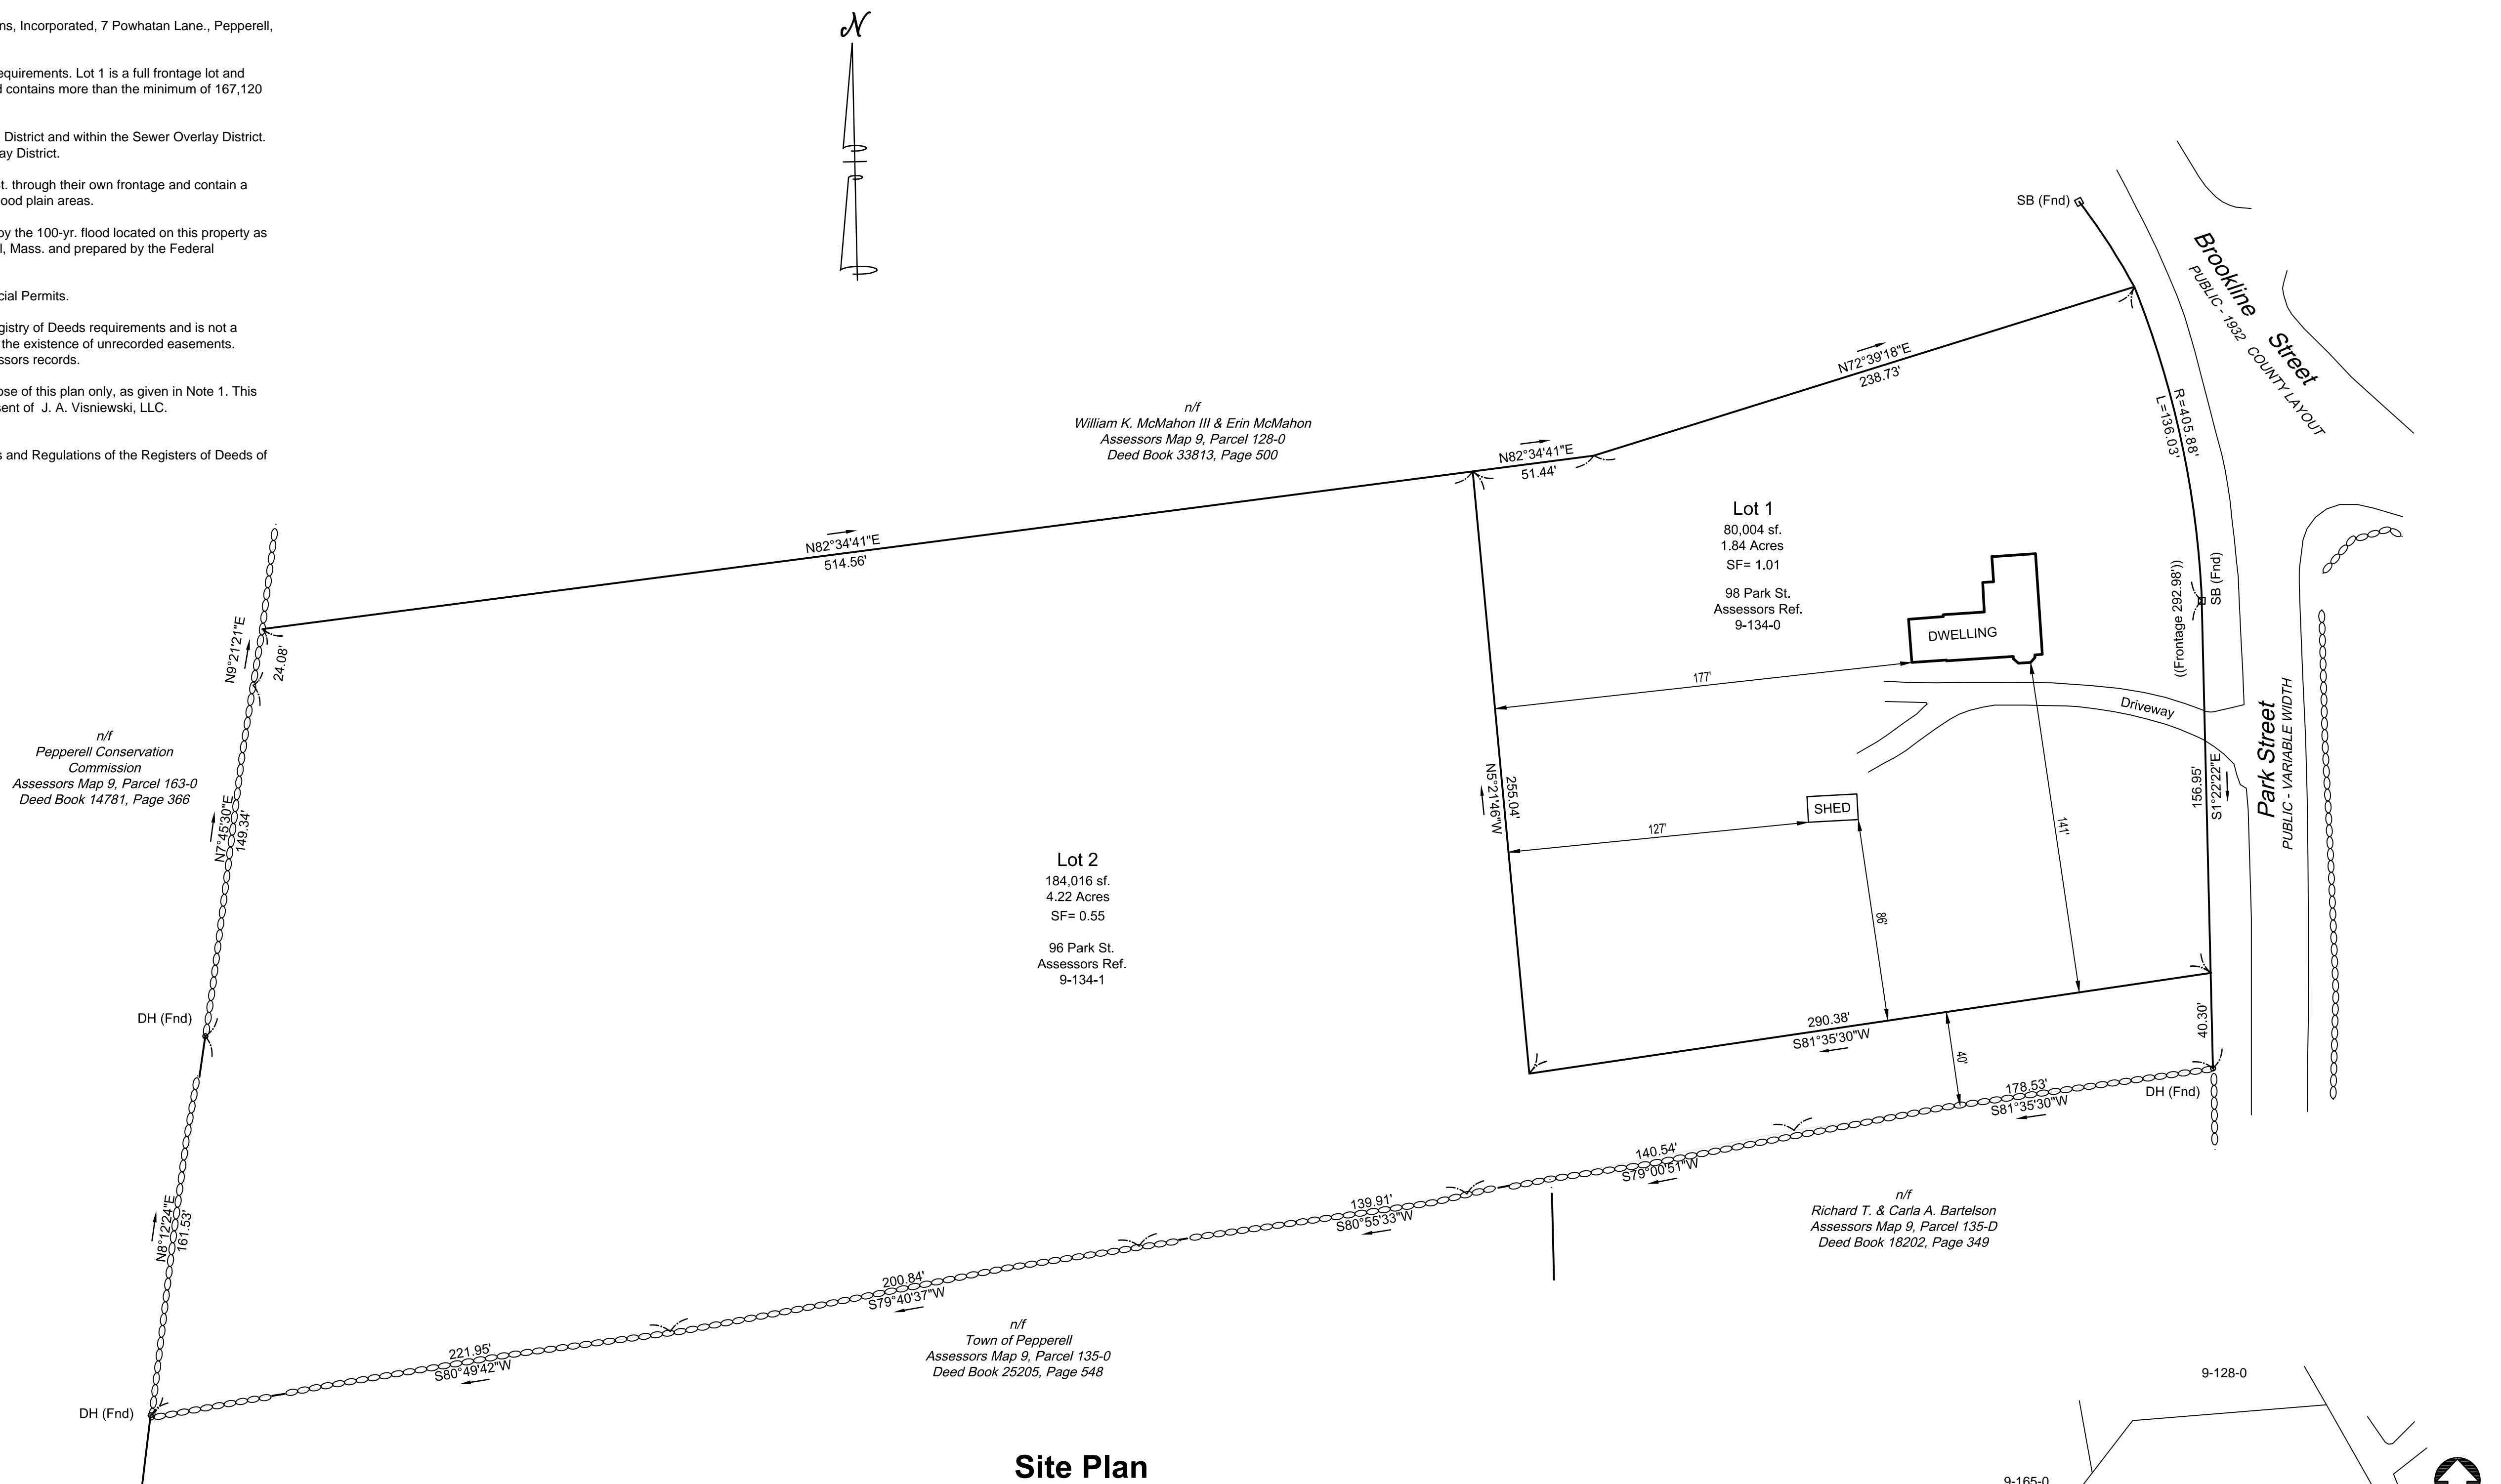 ns, Incorporated, 7 Powhatan Lane., Pepperell,
equirements. Lot 1 is a full frontage lot and
d contains more than the minimum of 167,120
District and within the Sewer Overlay District.
ay District.
St. through their own frontage and contain a
ood plain areas.
by the 100-yr. flood located on this property as
l, Mass. and prepared by the Federal
cial Permits.
gistry of Deeds requirements and is not a
the existence of unrecorded easements.
ssors records.
ose of this plan only, as given in Note 1. This
sent of J. A. Visniewski, LLC.
s and Regulations of the Registers of Deeds of
N
SB (Fnd)
Brookline Street
PUBLIC - 1932 COUNTY LAYOUT
N72°39'18"E
238.73'
R=405.88'
L=136.03'
n/f
William K. McMahon III & Erin McMahon
Assessors Map 9, Parcel 128-0
Deed Book 33813, Page 500
N82°34'41"E
51.44'
N82°34'41"E
514.56'
Lot 1
80,004 sf.
1.84 Acres
SF= 1.01
98 Park St.
Assessors Ref.
9-134-0
DWELLING
((Frontage 292.98'))
SB (Fnd)
N9°21'21"E
24.08'
177'
Driveway
Park Street
PUBLIC - VARIABLE WIDTH
n/f
Pepperell Conservation
Commission
Assessors Map 9, Parcel 163-0
Deed Book 14781, Page 366
N7°45'30"E
149.34'
N5°21'46"W
255.04'
156.95'
S1°22'22"E
SHED
127'
141'
86'
Lot 2
184,016 sf.
4.22 Acres
SF= 0.55
96 Park St.
Assessors Ref.
9-134-1
DH (Fnd)
290.38'
S81°35'30"W
40.30'
40'
178.53'
S81°35'30"W
DH (Fnd)
140.54'
S79°00'51"W
139.91'
S80°55'33"W
n/f
Richard T. & Carla A. Bartelson
Assessors Map 9, Parcel 135-D
Deed Book 18202, Page 349
N8°12'24"E
161.53'
200.84'
S79°40'37"W
n/f
Town of Pepperell
Assessors Map 9, Parcel 135-0
Deed Book 25205, Page 548
221.95'
S80°49'42"W
DH (Fnd)
9-128-0
Site Plan
9-165-0